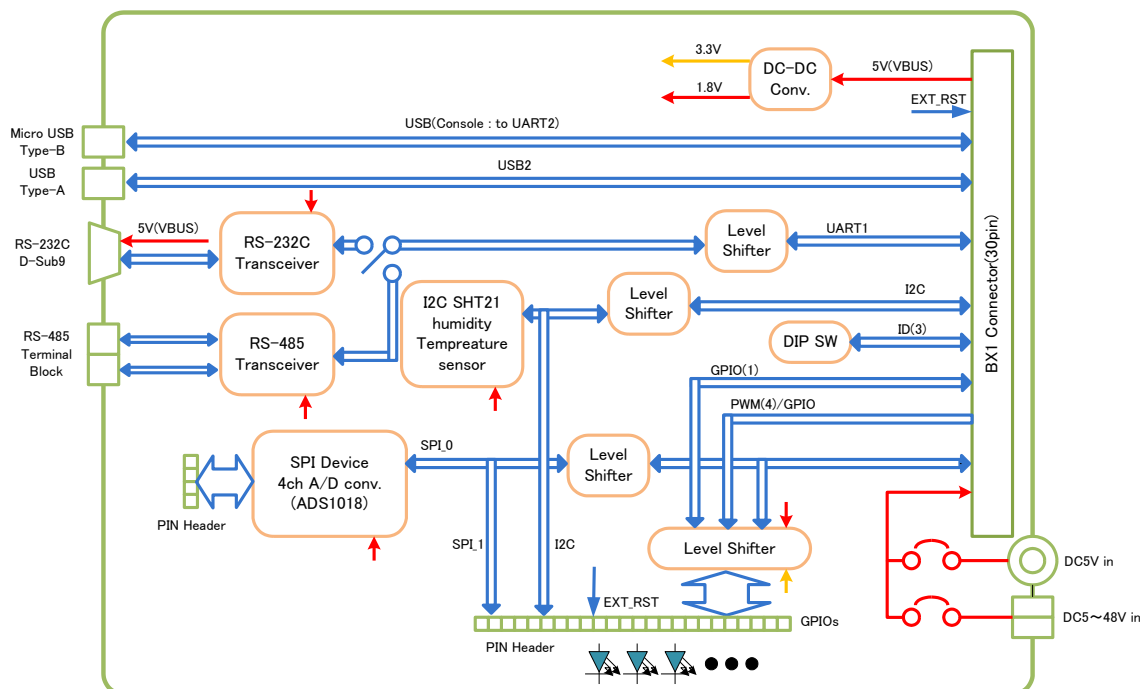 3.3V
DC-DC
Conv.
5V(VBUS)
1.8V
EXT_RST
Micro USB
Type-B
USB(Console : to UART2)
USB
Type-A
USB2
RS-232C
D-Sub9
5V(VBUS)
RS-232C
Transceiver
Level
Shifter
UART1
BX1 Connector(30pin)
I2C SHT21
humidity
Tempreature
sensor
Level
Shifter
I2C
RS-485
Terminal
Block
RS-485
Transceiver
DIP SW
ID(3)
GPIO(1)
PWM(4)/GPIO
SPI Device
4ch A/D conv.
(ADS1018)
SPI_0
Level
Shifter
PIN Header
SPI_1
I2C
Level Shifter
DC5V in
EXT_RST
GPIOs
DC5～48V in
PIN Header